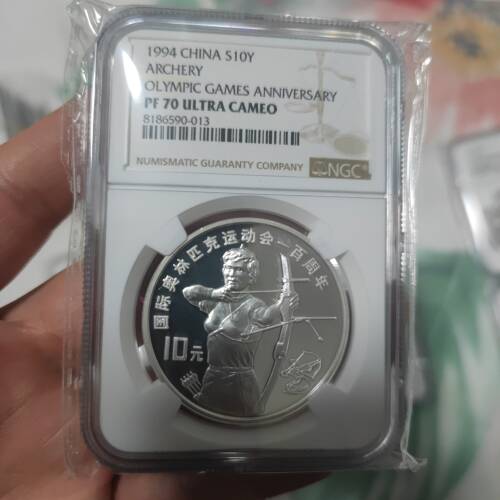 1994 CHINA S10Y
ARCHERY
OLYMPIC GAMES ANNIVERSARY
PF 70 ULTRA CAMEO
8186590-013
NUMISMATIC GUARANTY COMPANY
NGC
国际奥林匹克运动会一百周年
10元